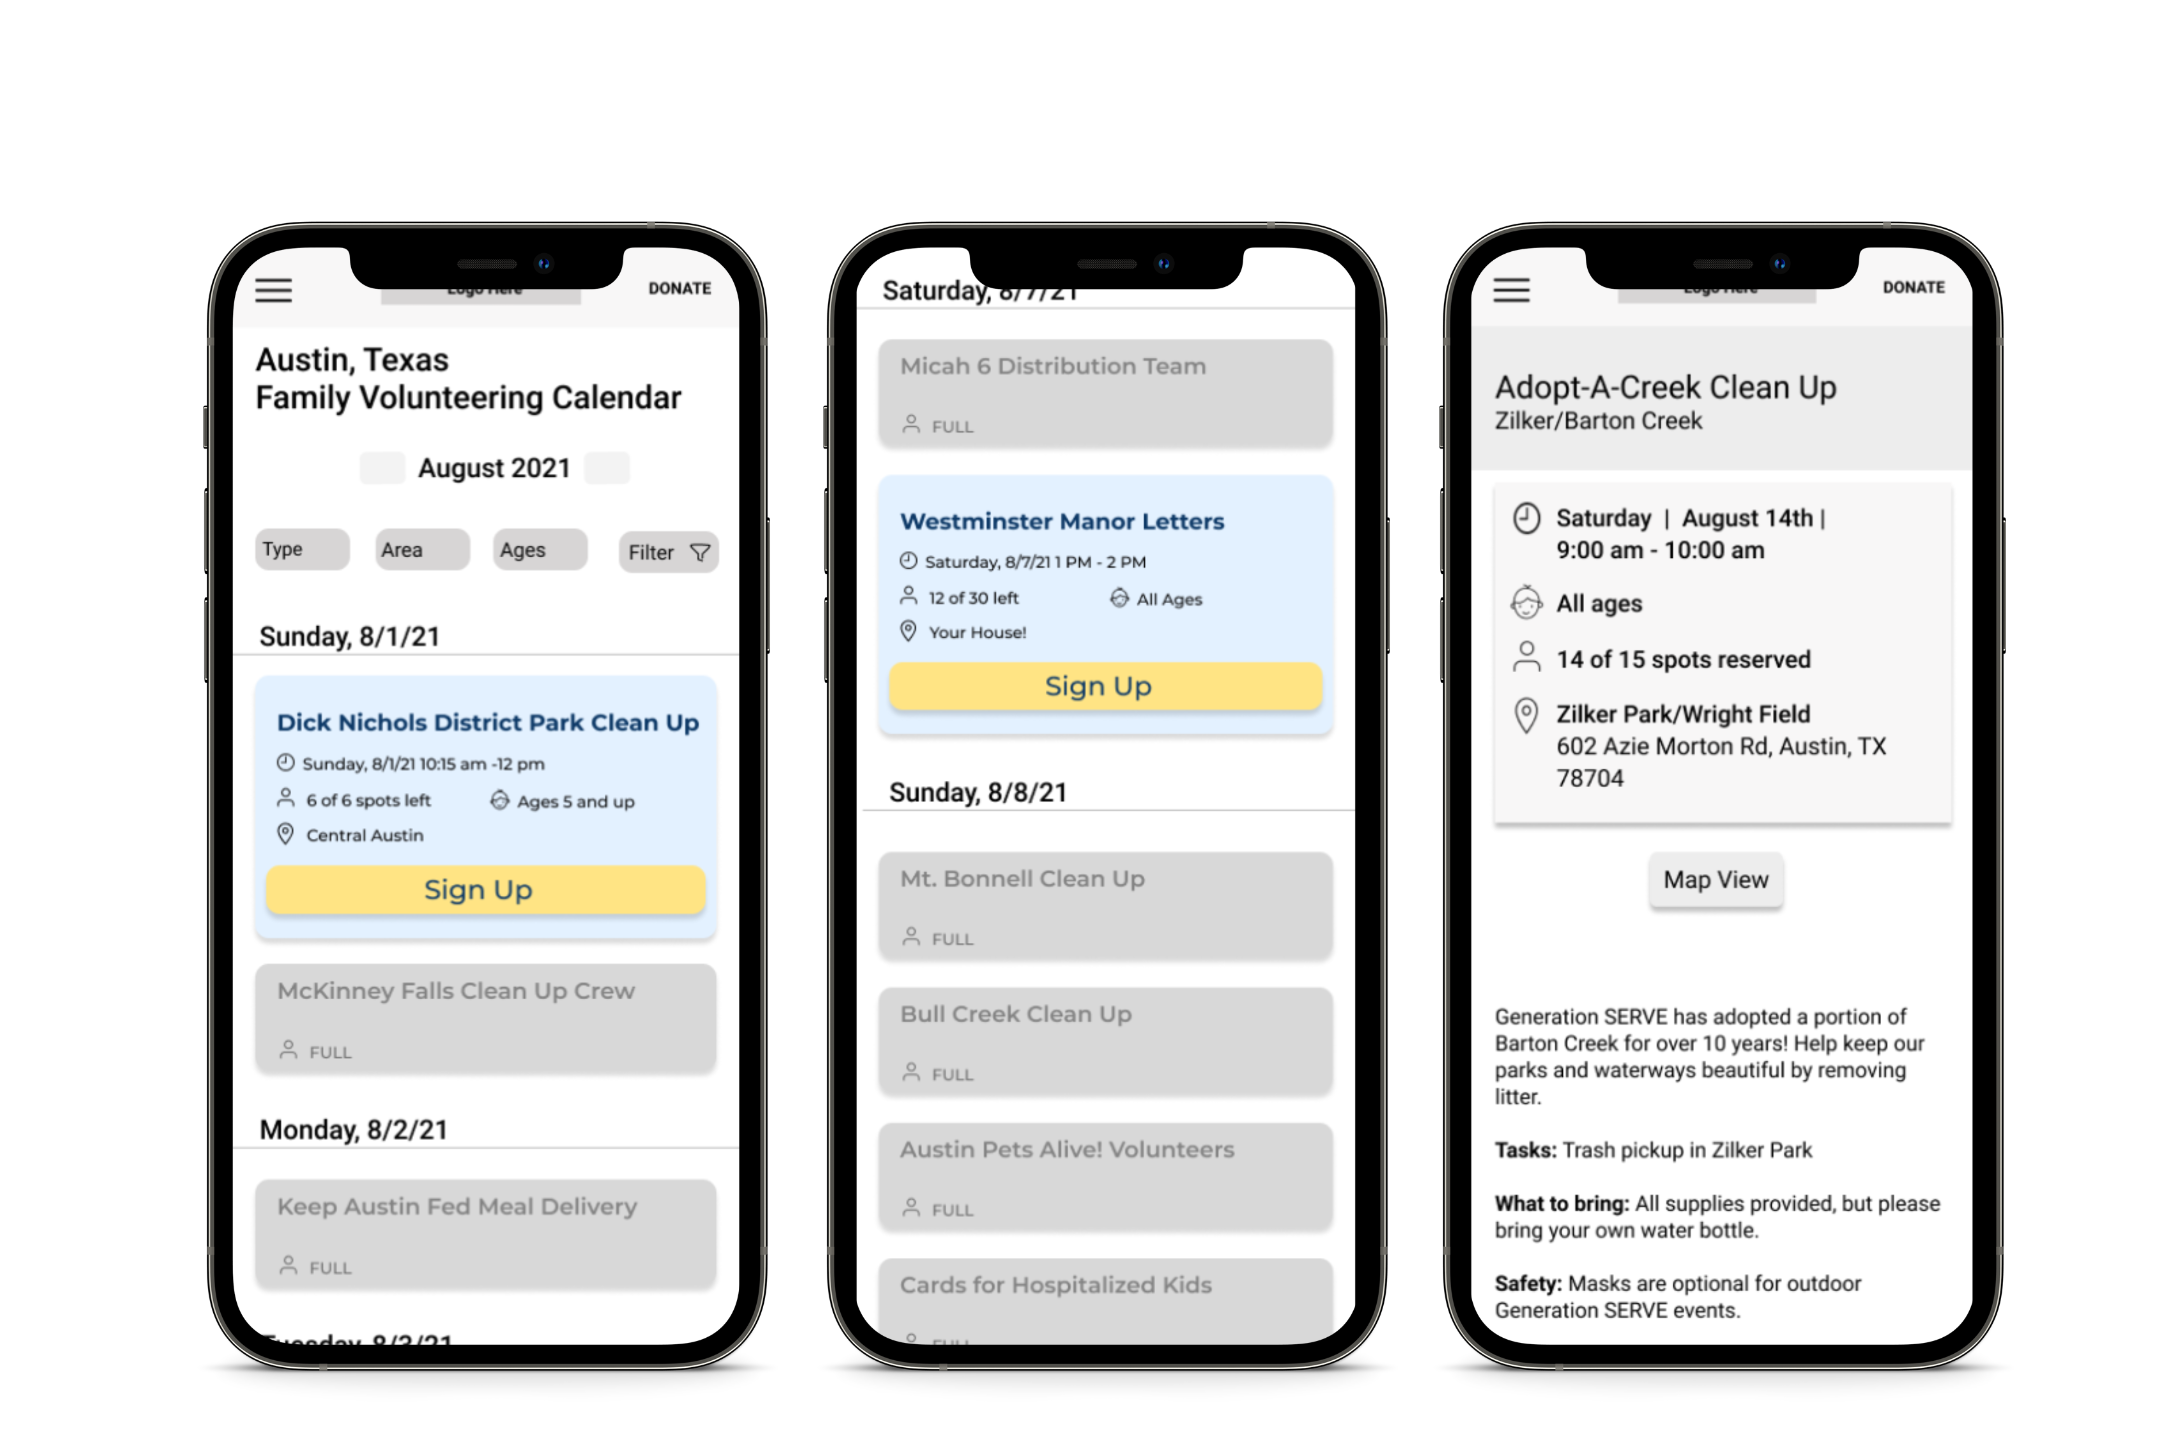 Logo Here
DONATE
Austin, Texas
Family Volunteering Calendar
August 2021
Type
Area
Ages
Filter
Sunday, 8/1/21
Dick Nichols District Park Clean Up
Sunday, 8/1/21 10:15 am -12 pm
6 of 6 spots left
Ages 5 and up
Central Austin
Sign Up
McKinney Falls Clean Up Crew
FULL
Monday, 8/2/21
Keep Austin Fed Meal Delivery
FULL
Tuesday, 8/3/21
Saturday, 8/7/21
Micah 6 Distribution Team
FULL
Westminster Manor Letters
Saturday, 8/7/21 1 PM - 2 PM
12 of 30 left
All Ages
Your House!
Sign Up
Sunday, 8/8/21
Mt. Bonnell Clean Up
FULL
Bull Creek Clean Up
FULL
Austin Pets Alive! Volunteers
FULL
Cards for Hospitalized Kids
FULL
Logo Here
DONATE
Adopt-A-Creek Clean Up
Zilker/Barton Creek
Saturday | August 14th |
9:00 am - 10:00 am
All ages
14 of 15 spots reserved
Zilker Park/Wright Field
602 Azie Morton Rd, Austin, TX
78704
Map View
Generation SERVE has adopted a portion of
Barton Creek for over 10 years! Help keep our
parks and waterways beautiful by removing
litter.
Tasks: Trash pickup in Zilker Park
What to bring: All supplies provided, but please
bring your own water bottle.
Safety: Masks are optional for outdoor
Generation SERVE events.